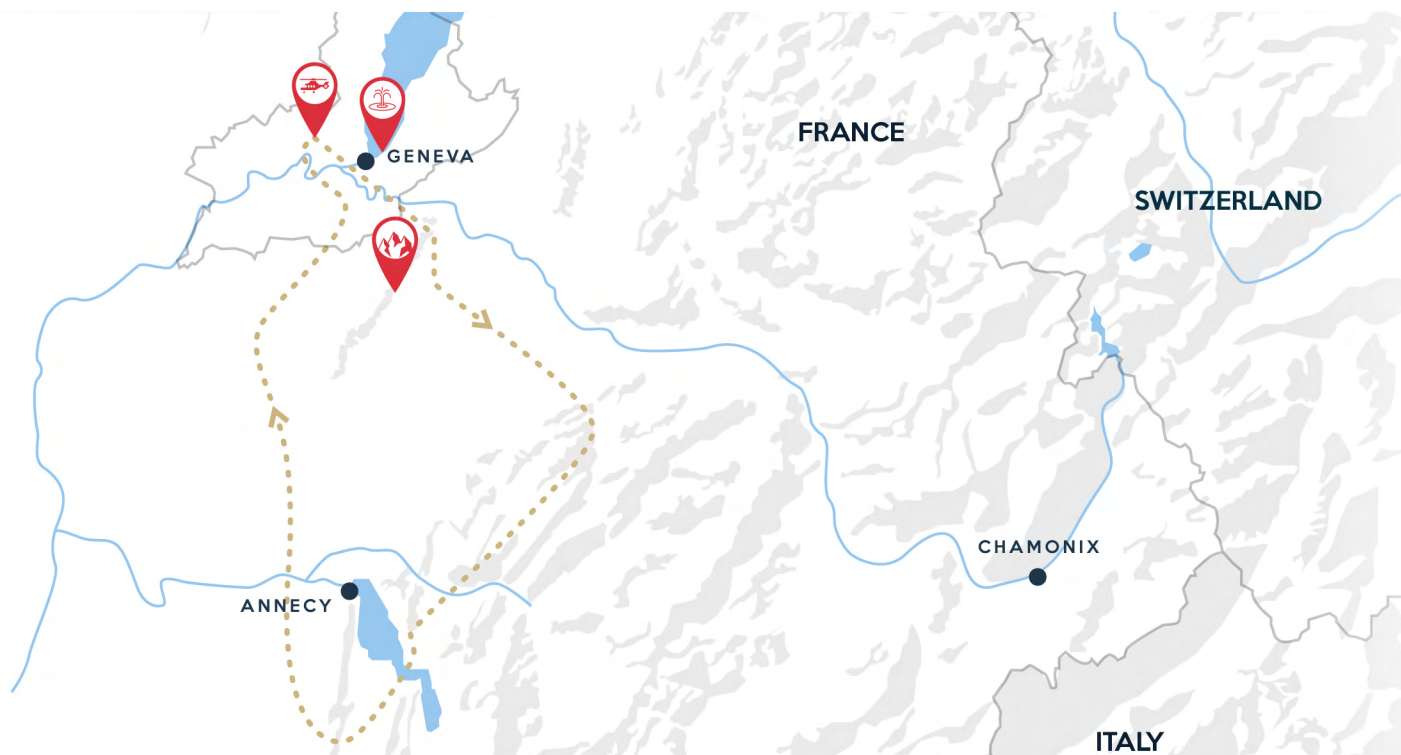 FRANCE
GENEVA
SWITZERLAND
CHAMONIX
ANNECY
ITALY